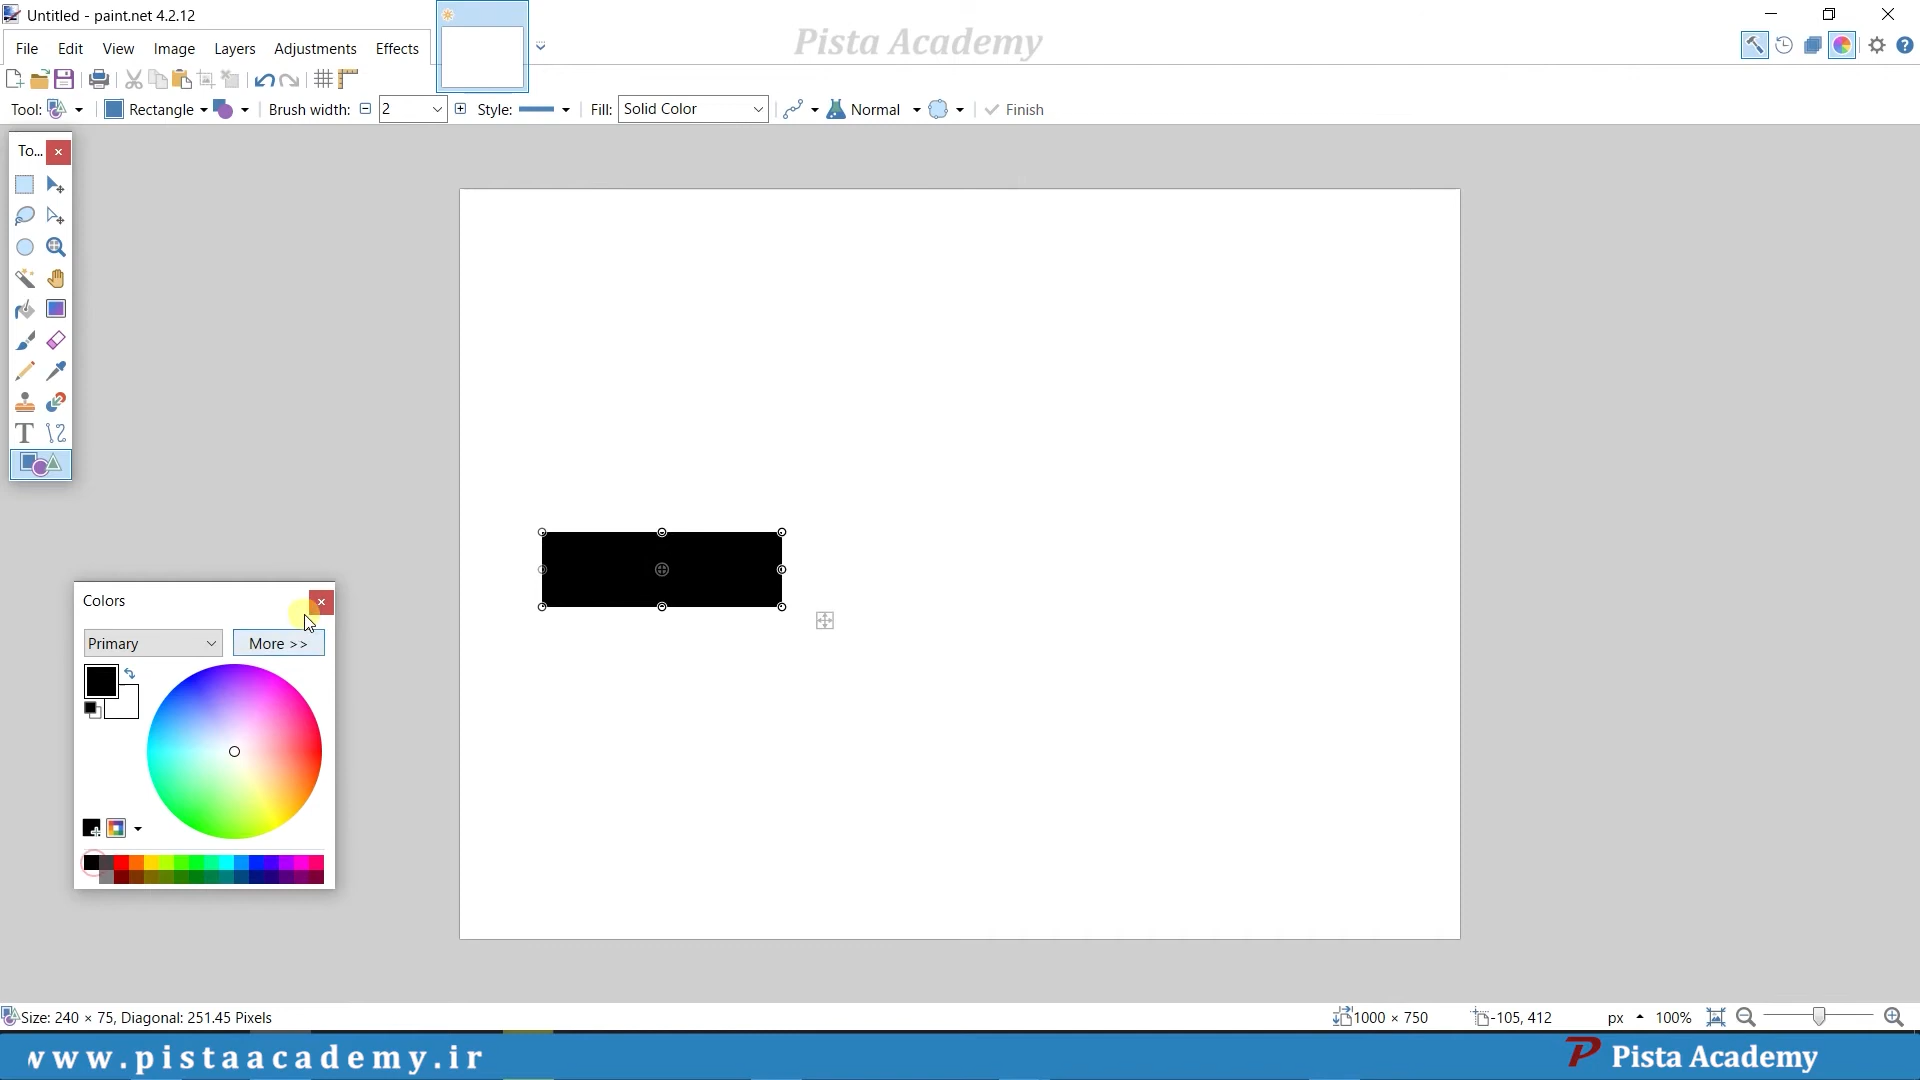 Untitled - paint.net 4.2.12
Pista Academy
File Edit View Image Layers Adjustments Effects
Tool: Rectangle Brush width: 2 Style: Fill: Solid Color Normal Finish
To...
Colors
Primary More >>
Size: 240 × 75, Diagonal: 251.45 Pixels 1000 × 750 -105, 412 px 100%
www.pistaacademy.ir Pista Academy